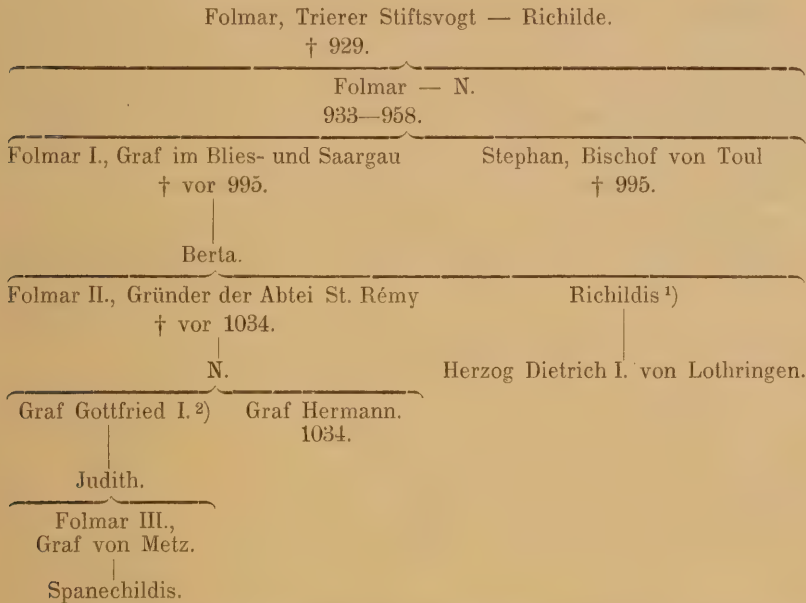 Folmar, Trierer Stiftsvogt — Richilde.
† 929.
Folmar — N.
933—958.
Folmar I., Graf im Blies- und Saargau Stephan, Bischof von Toul
† vor 995. † 995.
Berta.
Folmar II., Gründer der Abtei St. Rémy Richildis ¹)
† vor 1034.
N. Herzog Dietrich I. von Lothringen.
Graf Gottfried I. ²) Graf Hermann.
1034.
Judith.
Folmar III.,
Graf von Metz.
Spanechildis.